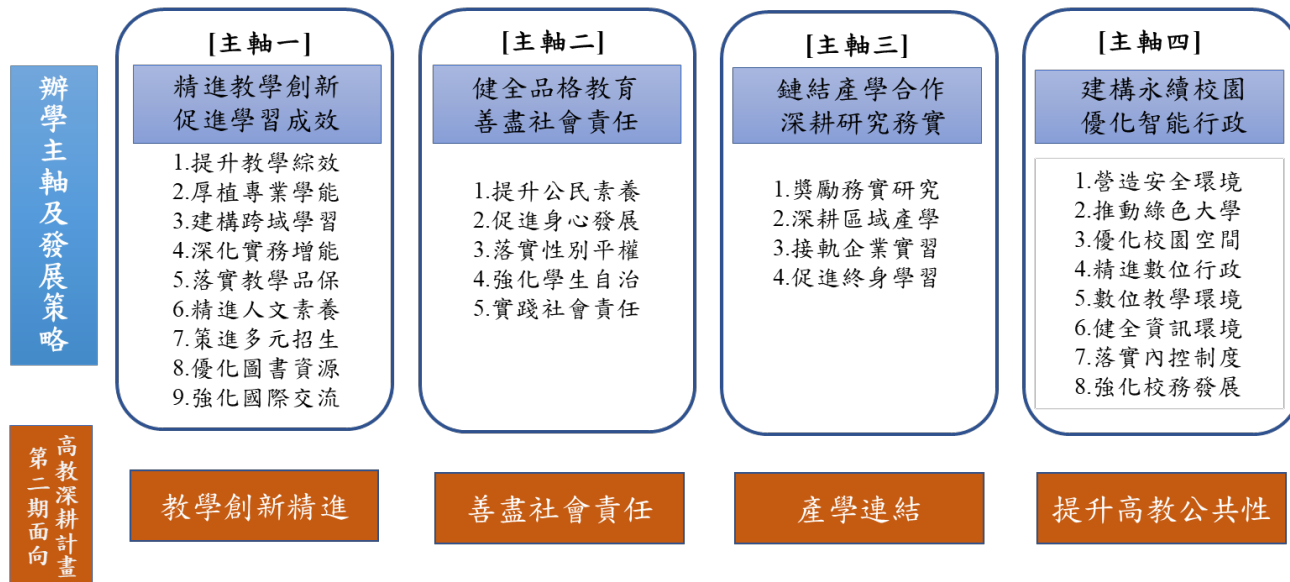 辦學主軸及發展策略
[主軸一]
精進教學創新
促進學習成效
1.提升教學綜效
2.厚植專業學能
3.建構跨域學習
4.深化實務增能
5.落實教學品保
6.精進人文素養
7.策進多元招生
8.優化圖書資源
9.強化國際交流
[主軸二]
健全品格教育
善盡社會責任
1.提升公民素養
2.促進身心發展
3.落實性別平權
4.強化學生自治
5.實踐社會責任
[主軸三]
鏈結產學合作
深耕研究務實
1.獎勵務實研究
2.深耕區域產學
3.接軌企業實習
4.促進終身學習
[主軸四]
建構永續校園
優化智能行政
1.營造安全環境
2.推動綠色大學
3.優化校園空間
4.精進數位行政
5.數位教學環境
6.健全資訊環境
7.落實內控制度
8.強化校務發展
高教深耕計畫
第二期面向
教學創新精進
善盡社會責任
產學連結
提升高教公共性